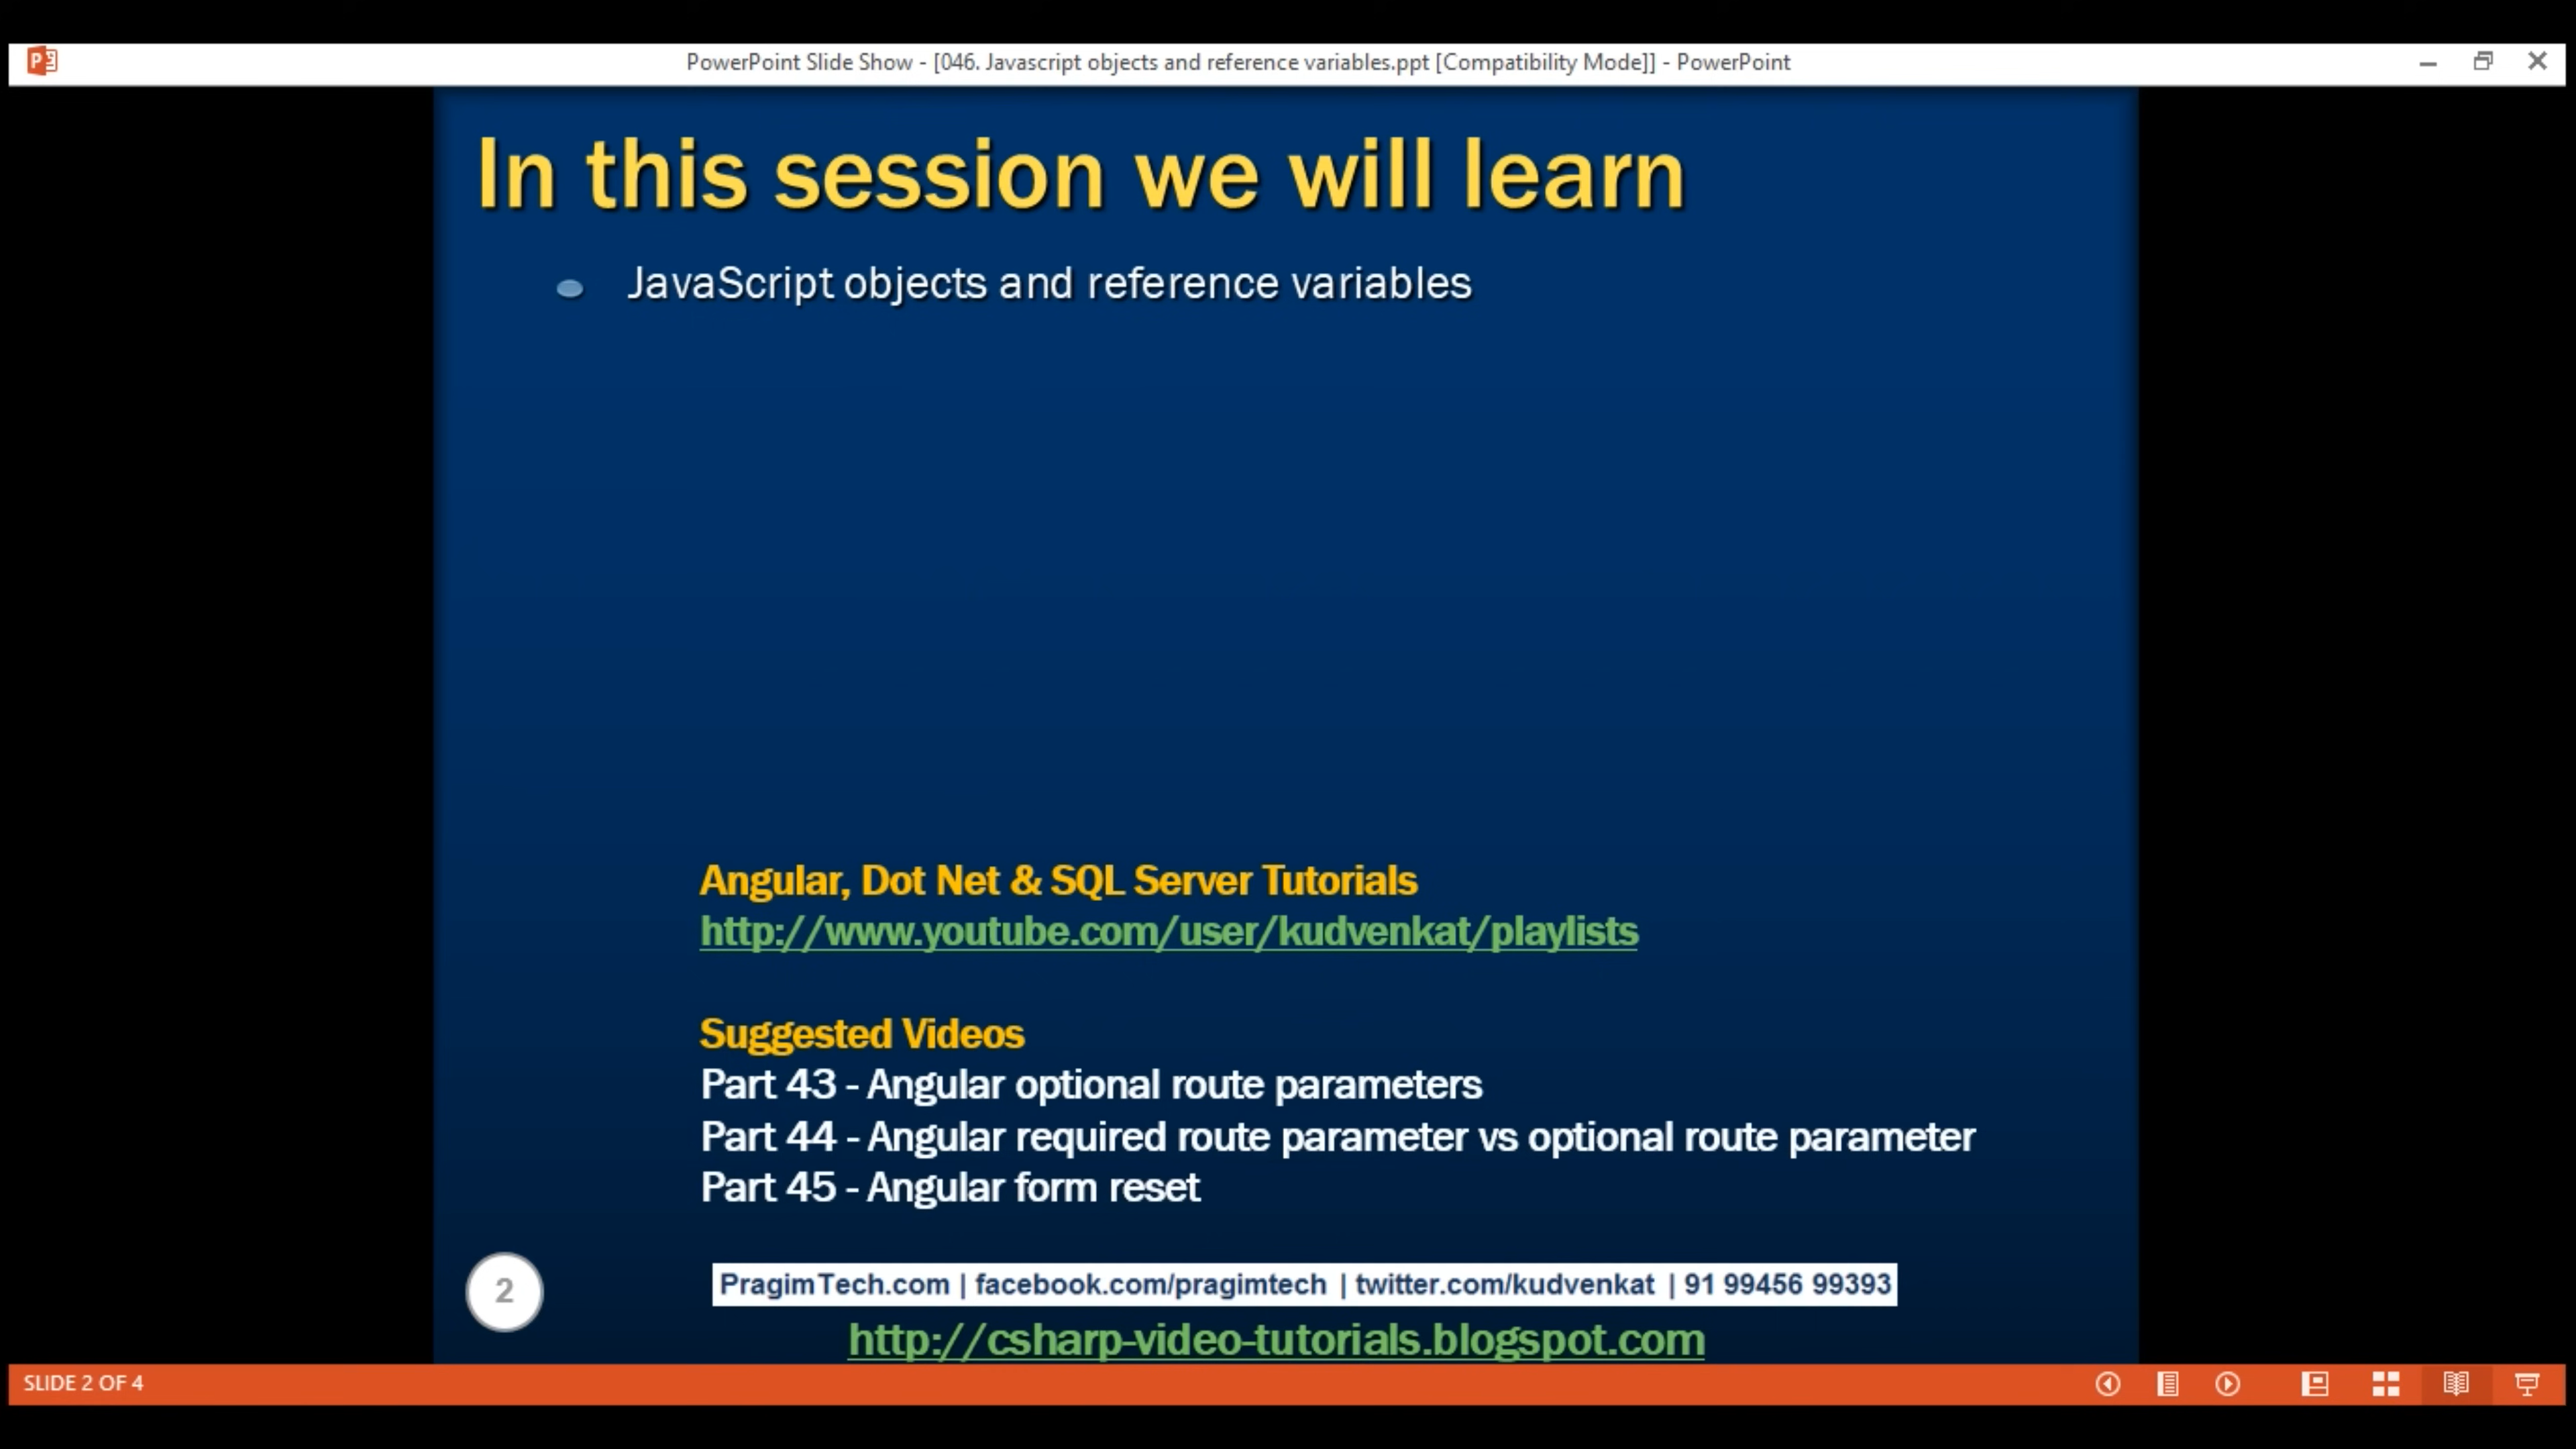 PowerPoint Slide Show - [046. Javascript objects and reference variables.ppt [Compatibility Mode]] - PowerPoint
In this session we will learn
JavaScript objects and reference variables
Angular, Dot Net & SQL Server Tutorials
http://www.youtube.com/user/kudvenkat/playlists
Suggested Videos
Part 43 - Angular optional route parameters
Part 44 - Angular required route parameter vs optional route parameter
Part 45 - Angular form reset
2
PragimTech.com | facebook.com/pragimtech | twitter.com/kudvenkat | 91 99456 99393
http://csharp-video-tutorials.blogspot.com
SLIDE 2 OF 4